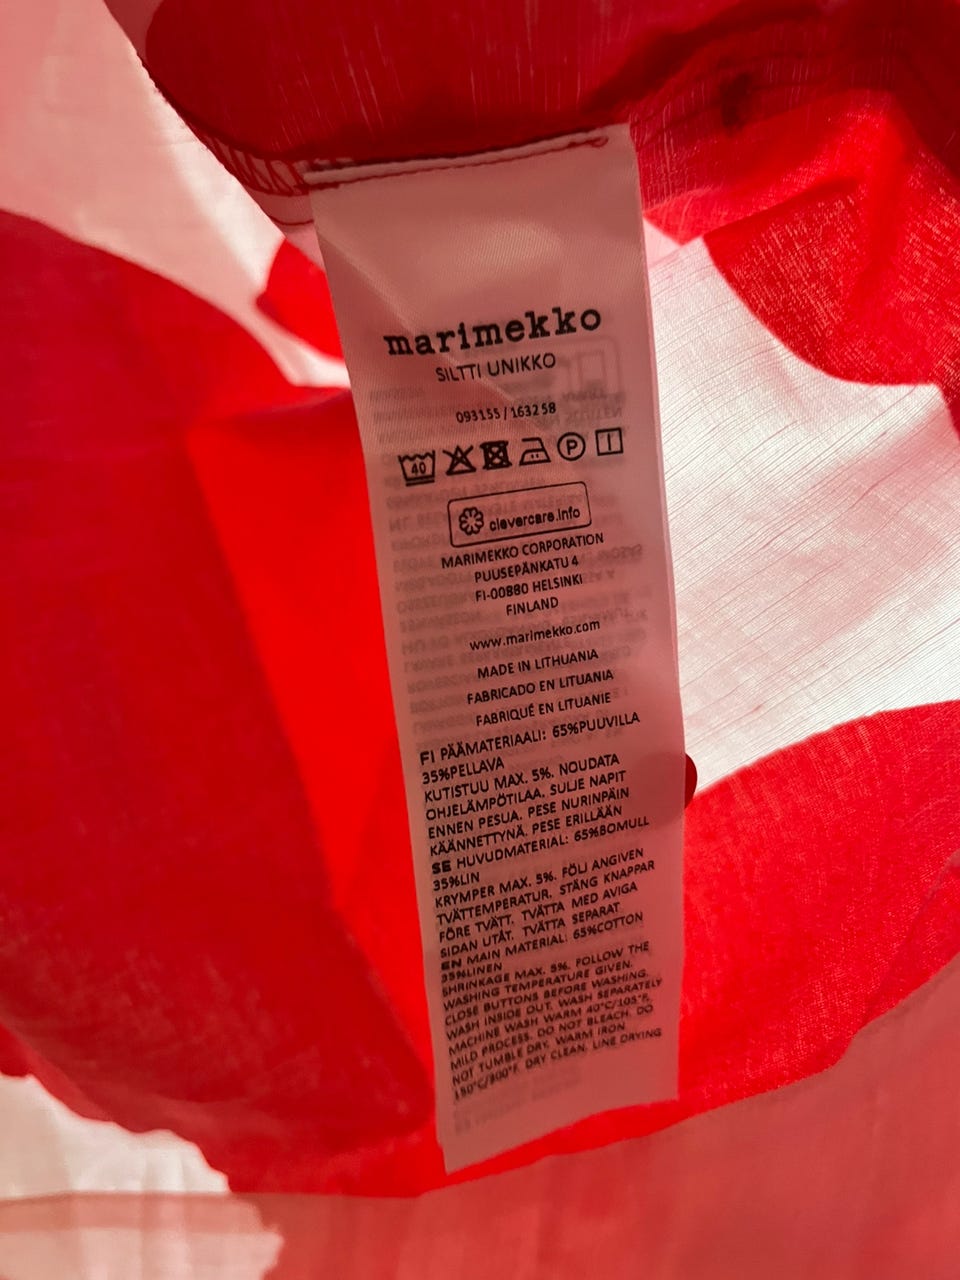 marimekko
SILTTI UNIKKO
093155 / 163258
40
P
clevercare.info
MARIMEKKO CORPORATION
PUUSEPÄNKATU 4
FI-00880 HELSINKI
FINLAND
www.marimekko.com
MADE IN LITHUANIA
FABRICADO EN LITUANIA
FABRIQUÉ EN LITUANIE
FI PÄÄMATERIAALI: 65%PUUVILLA
35%PELLAVA
KUTISTUU MAX. 5%. NOUDATA
OHJELÄMPÖTILAA. SULJE NAPIT
ENNEN PESUA. PESE NURINPÄIN
KÄÄNNETTYNÄ. PESE ERILLÄÄN
SE HUVUDMATERIAL: 65%BOMULL
35%LIN
KRYMPER MAX. 5%. FÖLJ ANGIVEN
TVÄTTEMPERATUR. STÄNG KNAPPAR
FÖRE TVÄTT. TVÄTTA MED AVIGA
SIDAN UTÅT. TVÄTTA SEPARAT.
EN MAIN MATERIAL: 65%COTTON
35%LINEN
SHRINKAGE MAX. 5%. FOLLOW THE
WASHING TEMPERATURE GIVEN.
CLOSE BUTTONS BEFORE WASHING.
WASH INSIDE OUT. WASH SEPARATELY
MACHINE WASH WARM 40°C/105°F,
MILD PROCESS. DO NOT BLEACH. DO
NOT TUMBLE DRY. WARM IRON
150°C/300°F. DRY CLEAN. LINE DRYING